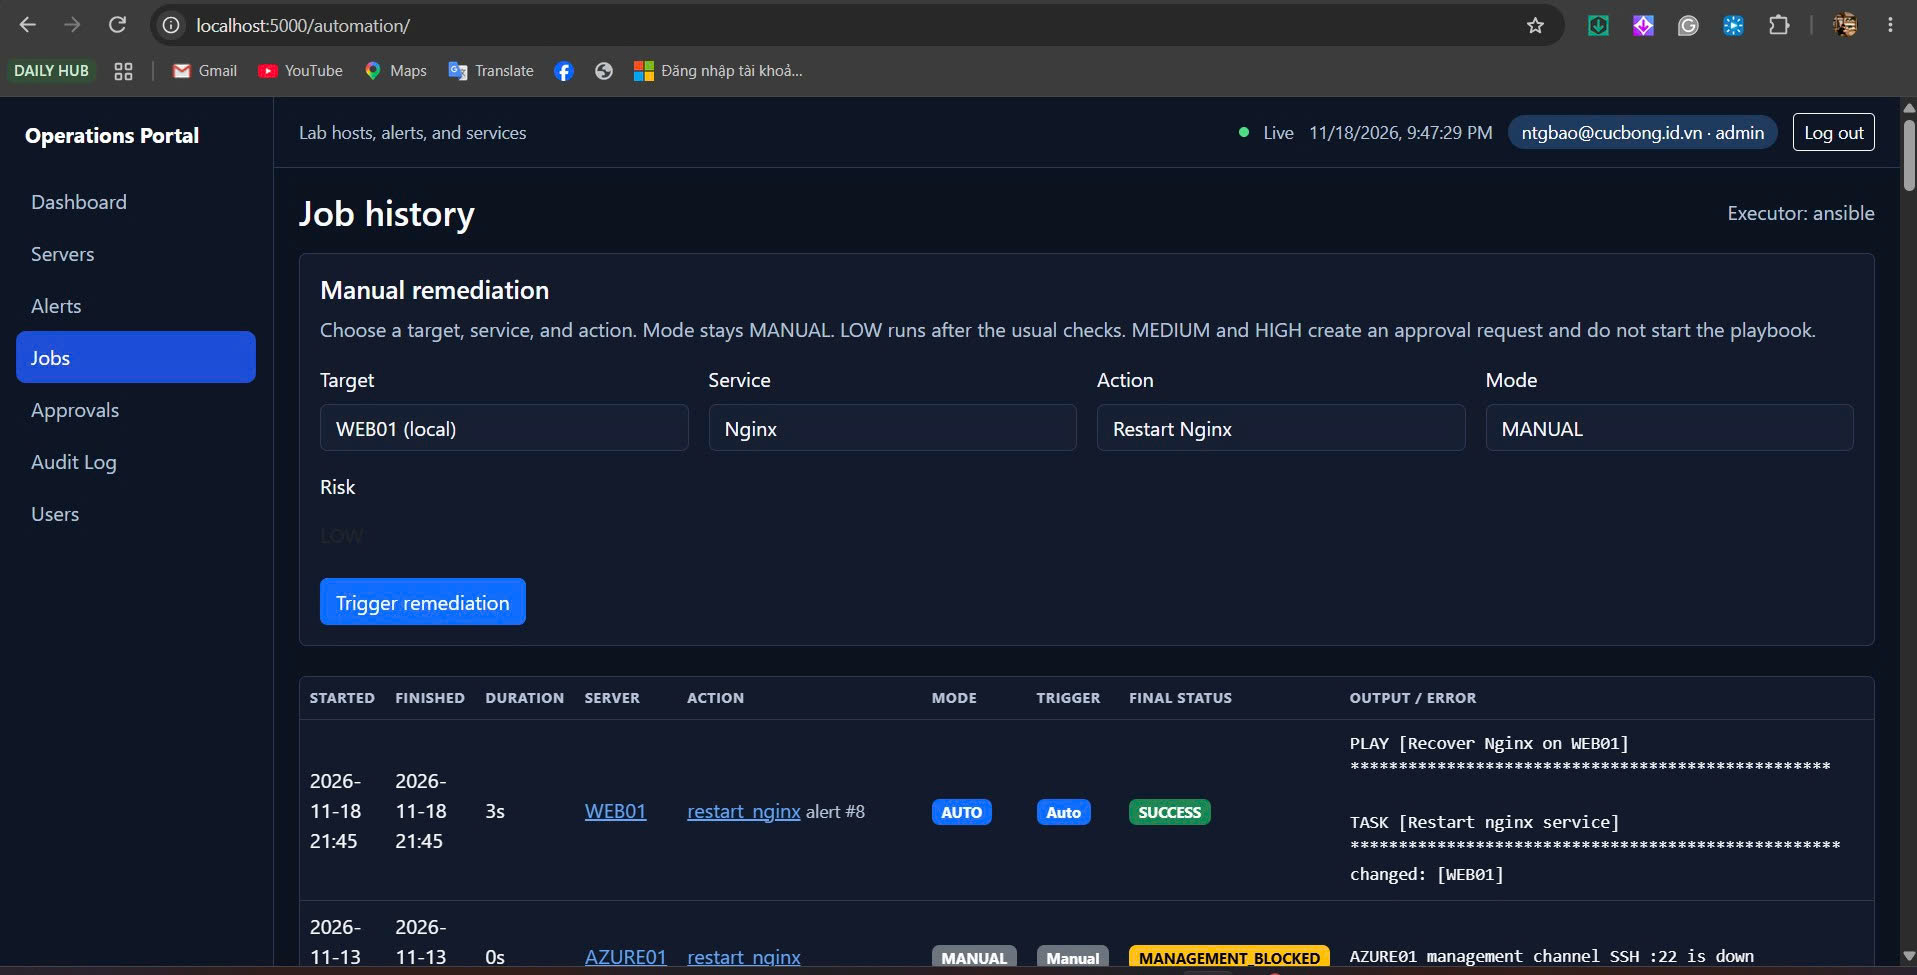 localhost:5000/automation/
DAILY HUB Gmail YouTube Maps Translate Đăng nhập tài khoả...
Operations Portal
Lab hosts, alerts, and services
Live 11/18/2026, 9:47:29 PM ntgbao@cucbong.id.vn · admin Log out
Dashboard
Servers
Alerts
Jobs
Approvals
Audit Log
Users
Job history
Executor: ansible
Manual remediation
Choose a target, service, and action. Mode stays MANUAL. LOW runs after the usual checks. MEDIUM and HIGH create an approval request and do not start the playbook.
Target Service Action Mode
WEB01 (local) Nginx Restart Nginx MANUAL
Risk
LOW
Trigger remediation
STARTED FINISHED DURATION SERVER ACTION MODE TRIGGER FINAL STATUS OUTPUT / ERROR
2026-
11-18
21:45
2026-
11-18
21:45
3s
WEB01
restart_nginx alert #8
AUTO
Auto
SUCCESS
PLAY [Recover Nginx on WEB01]
**************************************************
TASK [Restart nginx service]
***************************************************
changed: [WEB01]
2026-
11-13
2026-
11-13
0s
AZURE01
restart_nginx
MANUAL
Manual
MANAGEMENT_BLOCKED
AZURE01 management channel SSH :22 is down